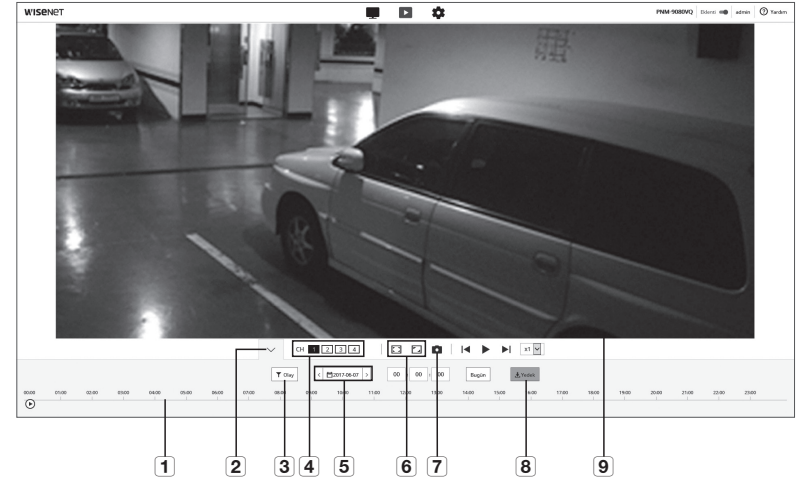 WISENET
PNM-9080VQ Eklenti admin ? Yardım
CH 1 2 3 4 x1
Olay < 2017-06-07 > 00 : 00 : 00 Bugün Yedek
00:00 01:00 02:00 03:00 04:00 05:00 06:00 07:00 08:00 09:00 10:00 11:00 12:00 13:00 14:00 15:00 16:00 17:00 18:00 19:00 20:00 21:00 22:00 23:00
1 2 3 4 5 6 7 8 9